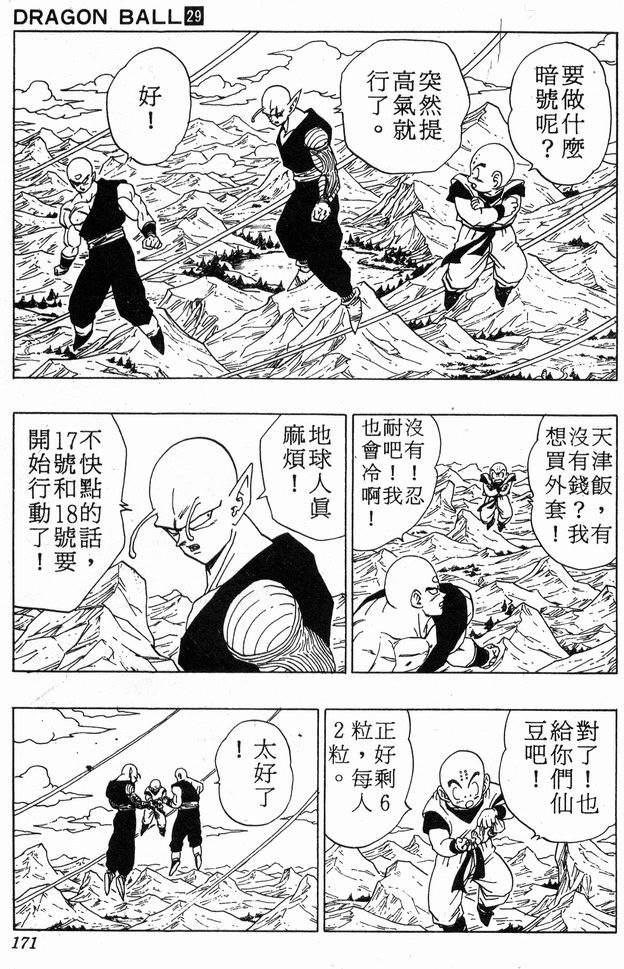 DRAGON BALL 29
要做什麼
暗號呢？
突然提
高氣就
行了。
好！
天津飯，有
沒有錢？我
想買外套！
沒有！忍
耐吧！我
也會冷啊！
地球人眞
麻煩！
不快點的話，
17號和18號要
開始行動了！
對了！也
給你們仙
豆吧！
正好剩6
粒，每人
2粒。
太好了
！
171